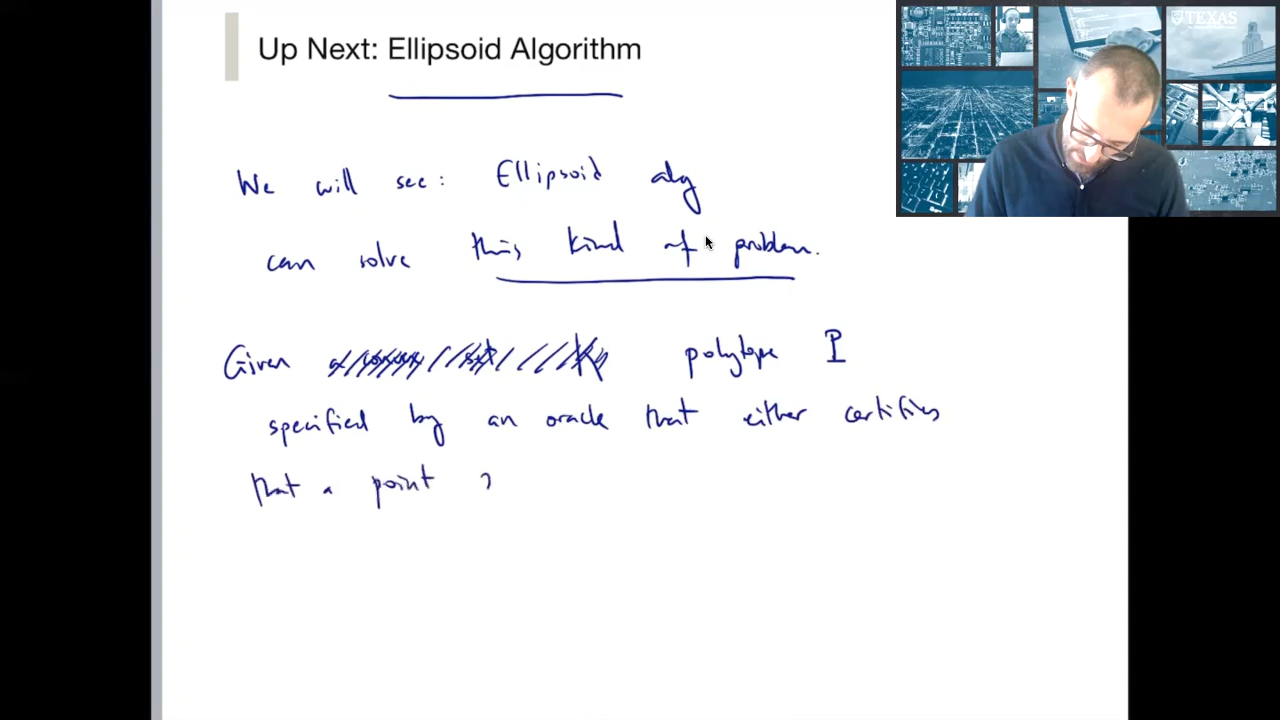 Up Next: Ellipsoid Algorithm
TEXAS
We will see: Ellipsoid alg
can solve this kind of problem.
Given polytope P
specified by an oracle that either certifies
that a point